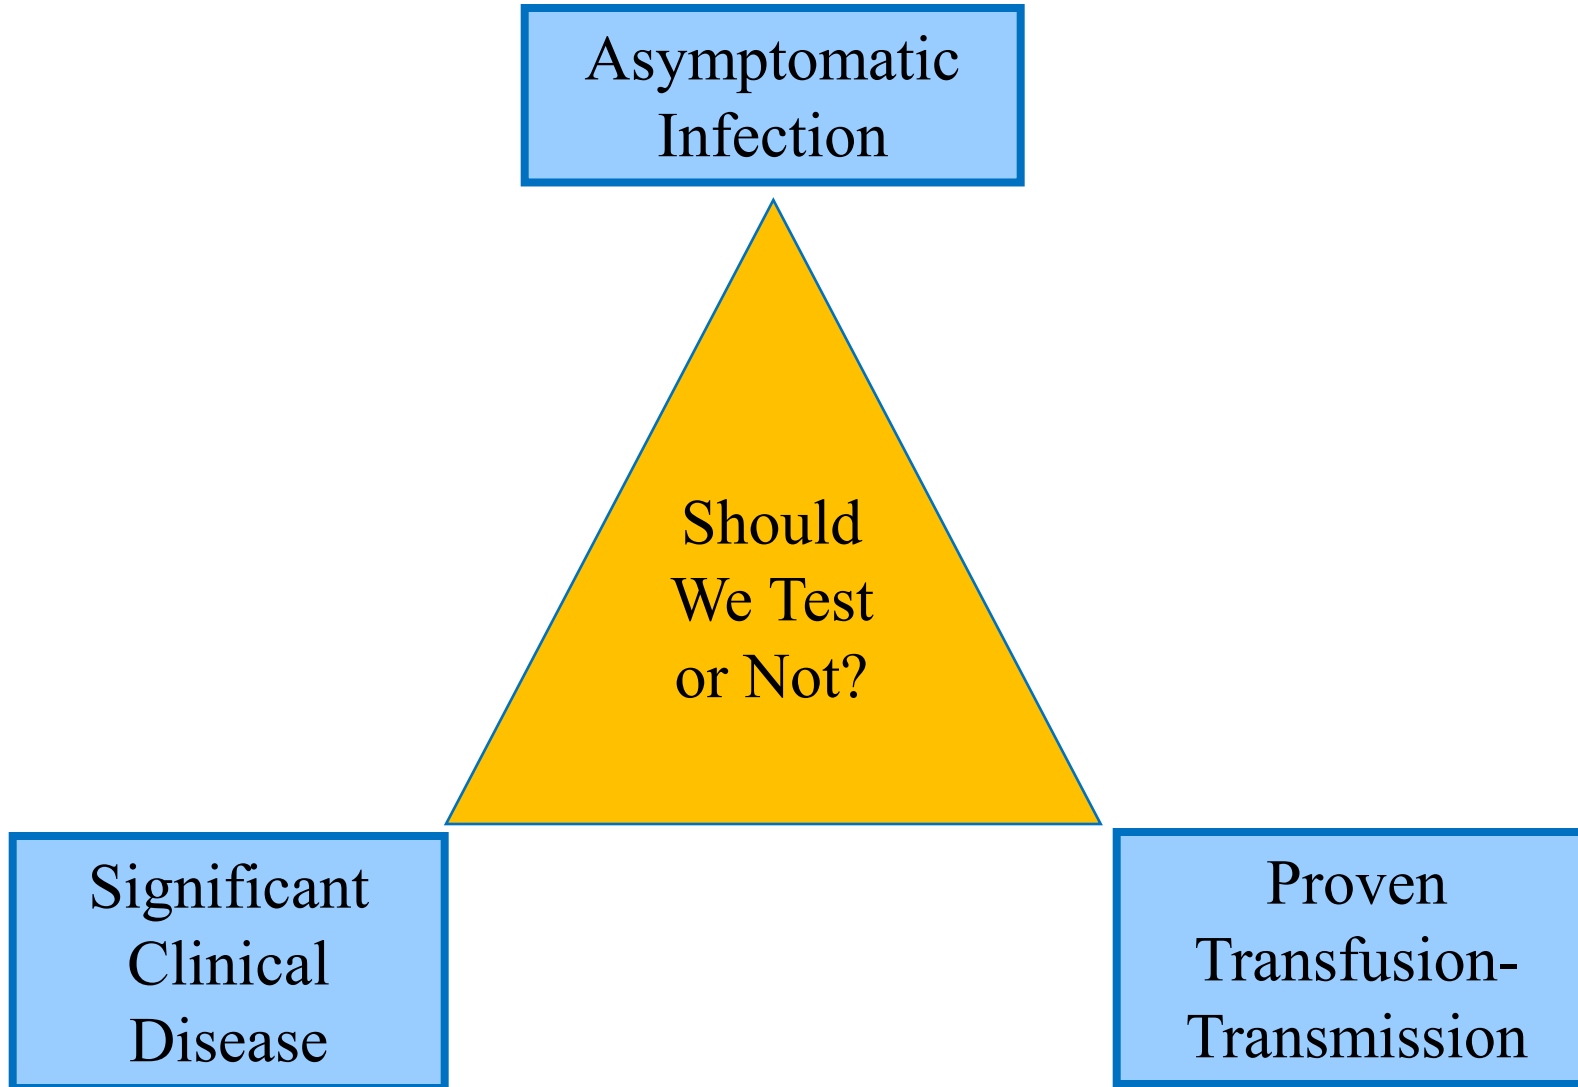 Asymptomatic
Infection
Should
We Test
or Not?
Significant
Clinical
Disease
Proven
Transfusion-
Transmission